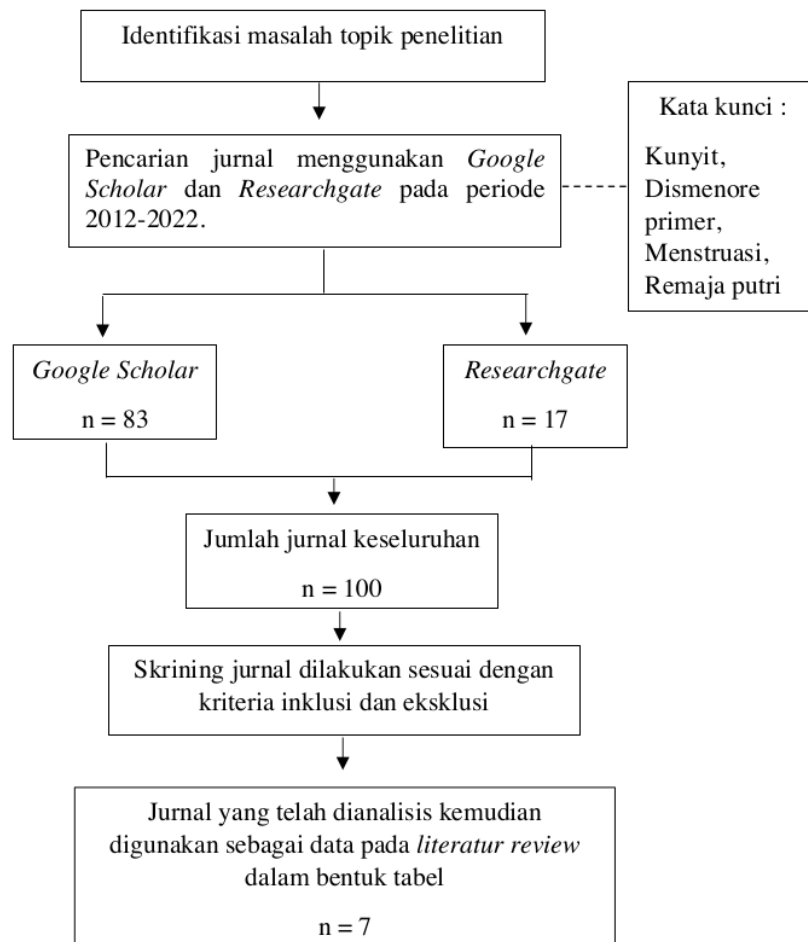 Identifikasi masalah topik penelitian
Pencarian jurnal menggunakan Google
Scholar dan Researchgate pada periode
2012-2022.
Kata kunci :
Kunyit,
Dismenore
primer,
Menstruasi,
Remaja putri
Google Scholar
n = 83
Researchgate
n = 17
Jumlah jurnal keseluruhan
n = 100
Skrining jurnal dilakukan sesuai dengan
kriteria inklusi dan eksklusi
Jurnal yang telah dianalisis kemudian
digunakan sebagai data pada literatur review
dalam bentuk tabel
n = 7